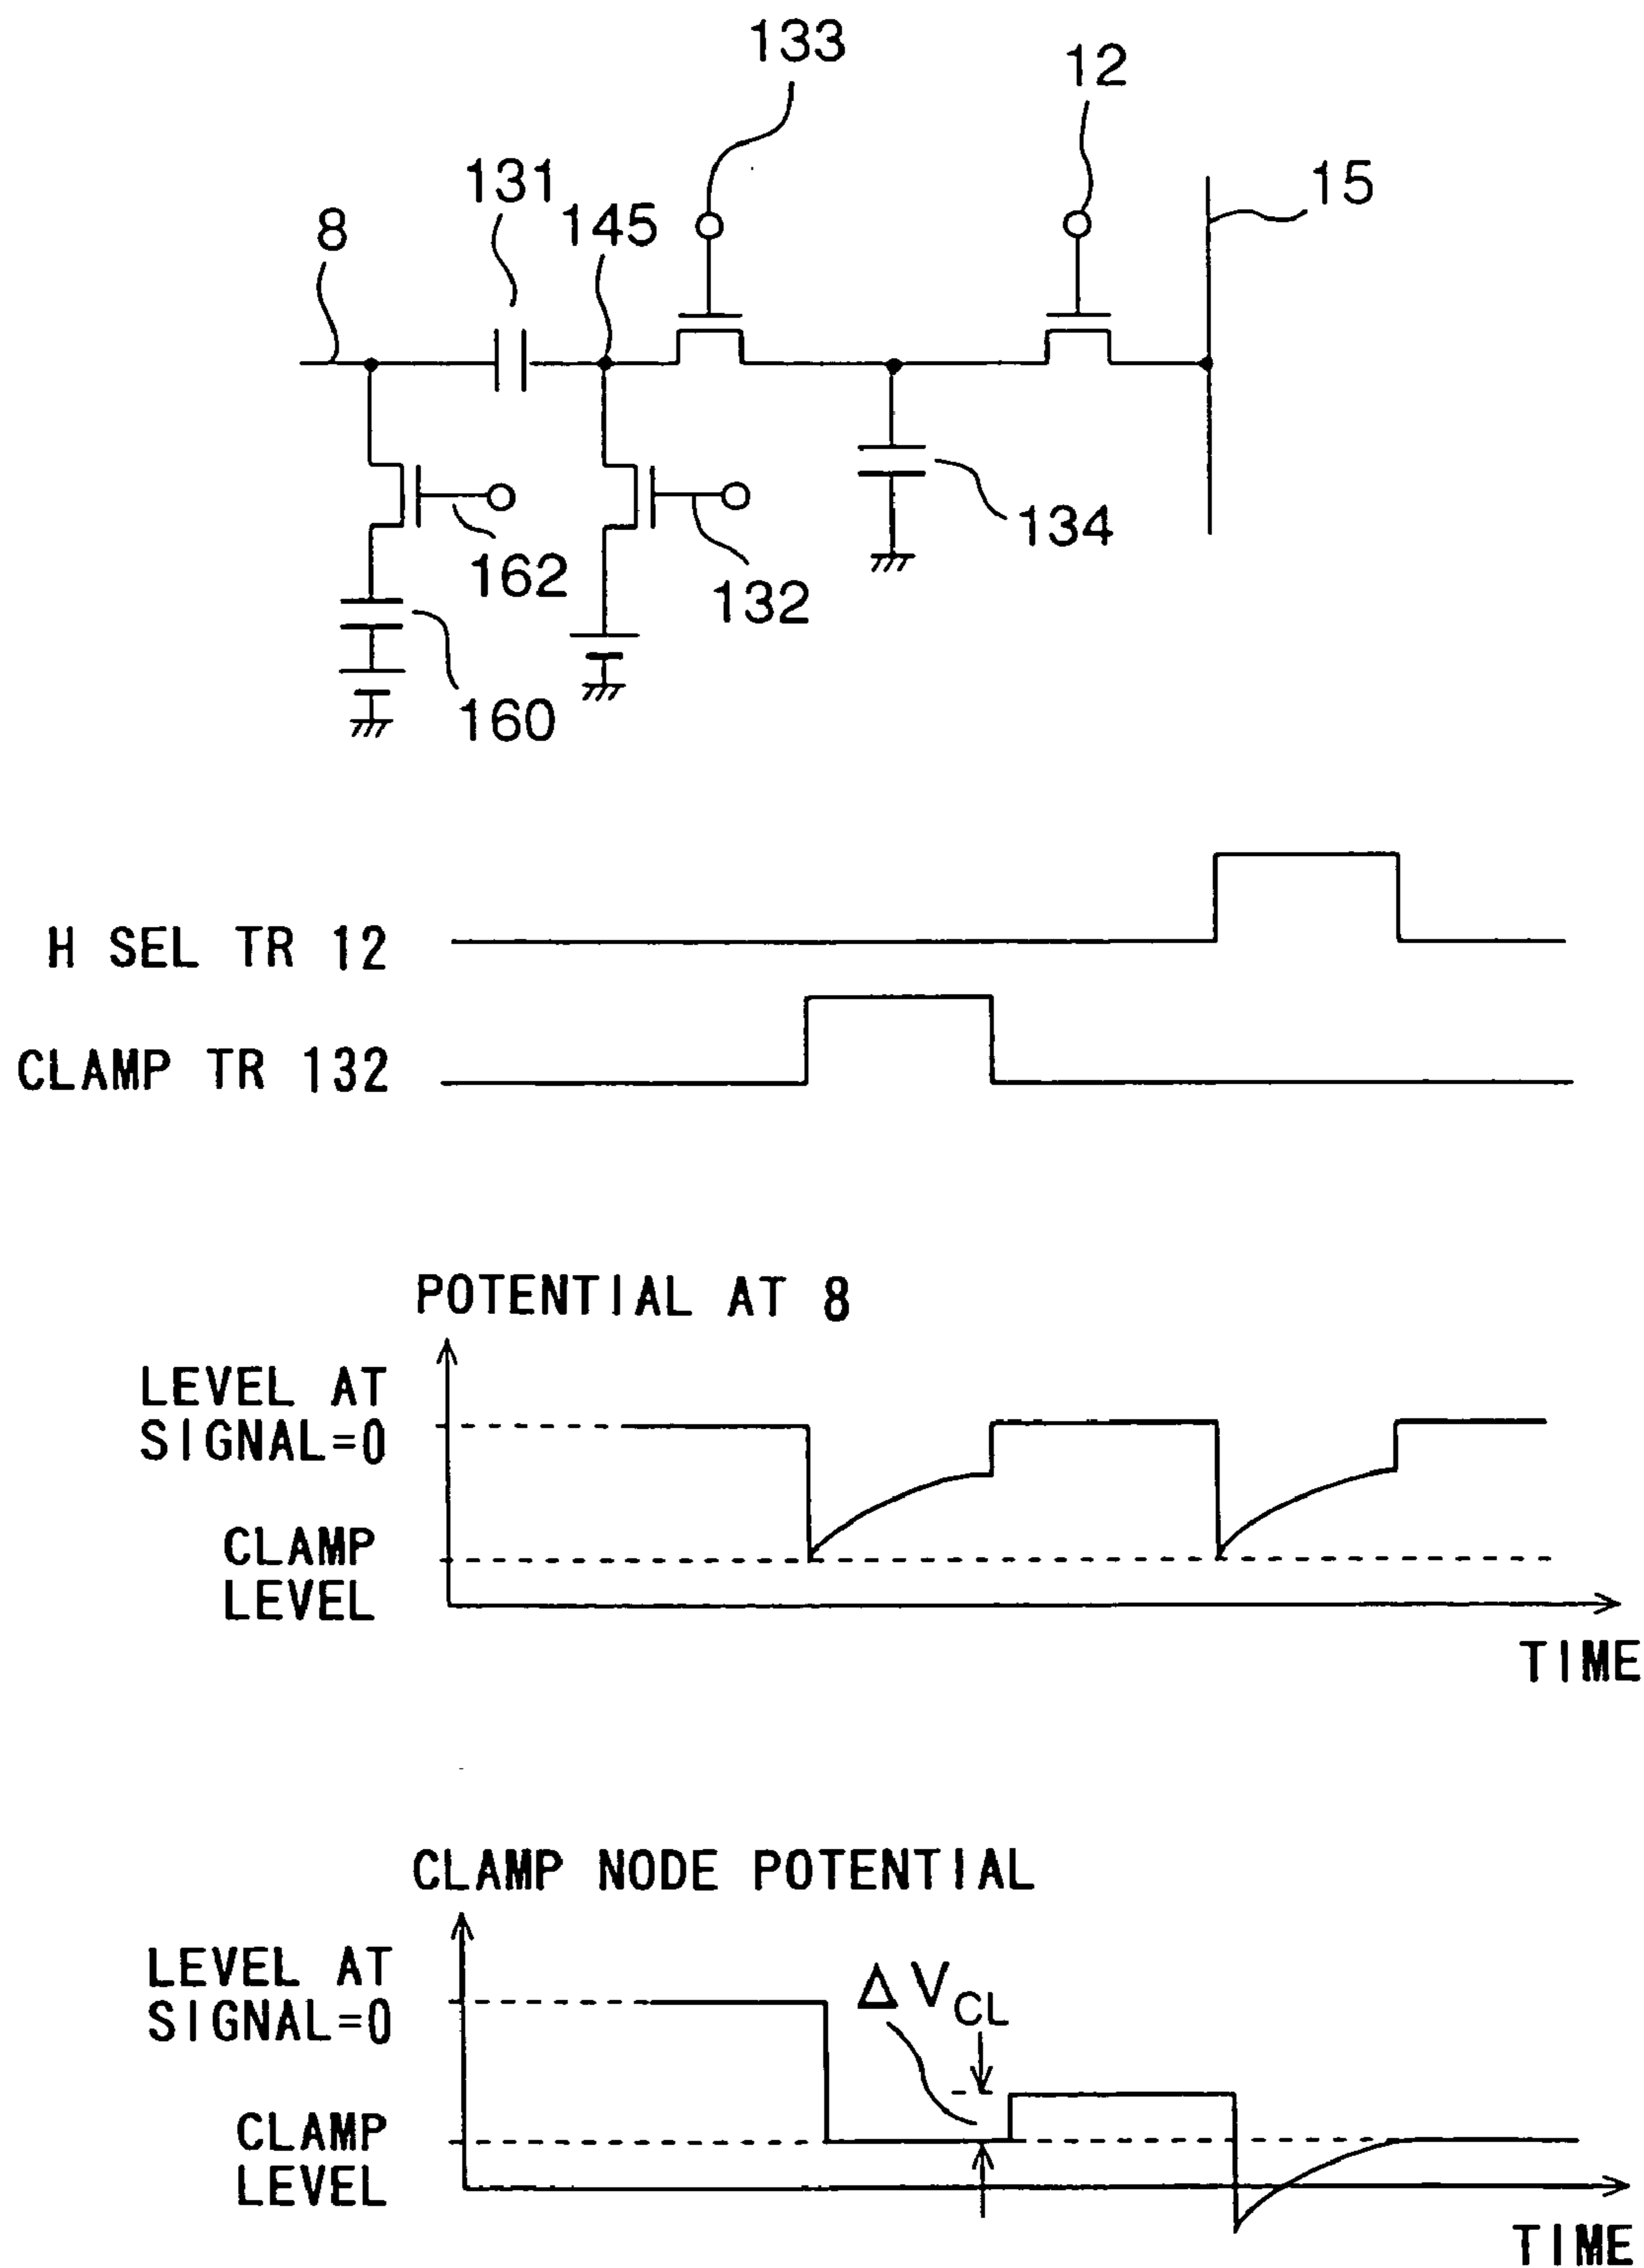 133
12
131
15
8
145
134
162
132
160
H SEL TR 12
CLAMP TR 132
POTENTIAL AT 8
LEVEL AT
SIGNAL=0
CLAMP
LEVEL
TIME
CLAMP NODE POTENTIAL
LEVEL AT
SIGNAL=0
Δ VCL
CLAMP
LEVEL
TIME